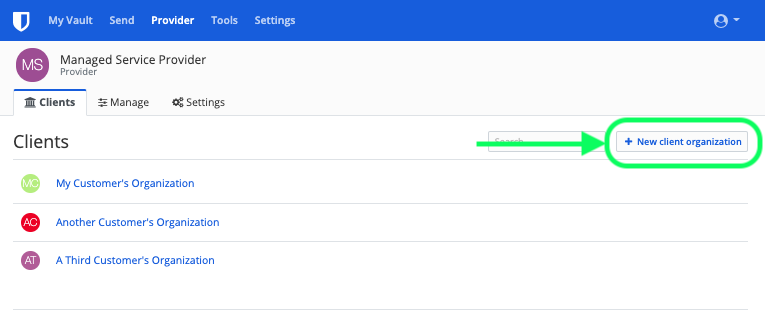 My Vault Send Provider Tools Settings
MS Managed Service Provider
Provider
Clients Manage Settings
Clients Search New client organization
MC My Customer's Organization
AC Another Customer's Organization
AT A Third Customer's Organization